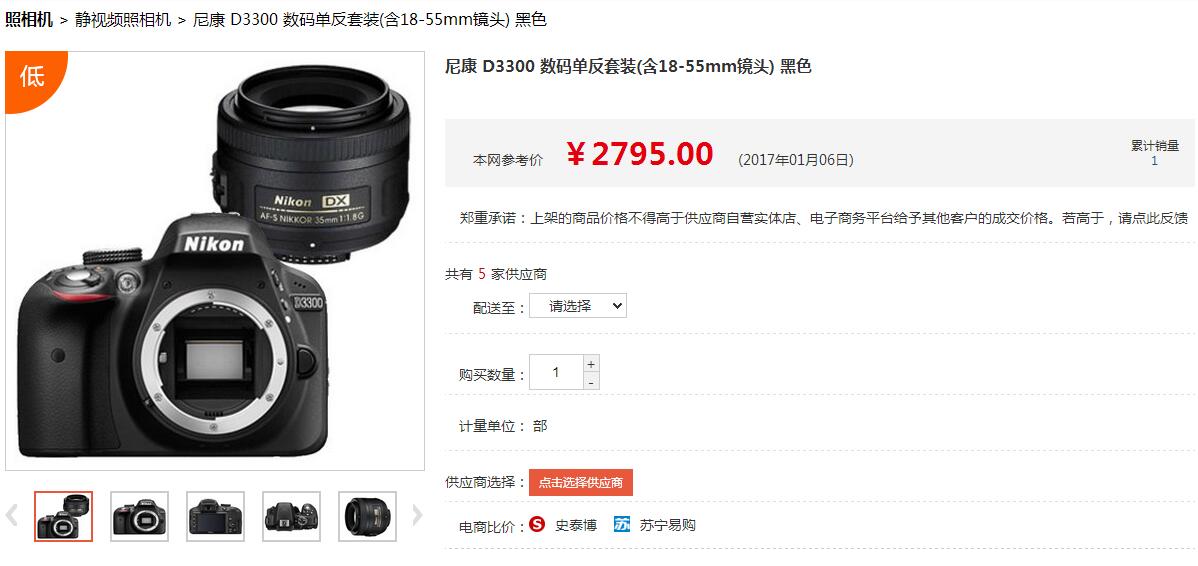 照相机 > 静视频照相机 > 尼康 D3300 数码单反套装(含18-55mm镜头) 黑色
低
Nikon DX
AF-S NIKKOR 35mm 1:1.8G
Nikon
D3300
Nikon
尼康 D3300 数码单反套装(含18-55mm镜头) 黑色
本网参考价 ¥2795.00 (2017年01月06日)
累计销量
1
郑重承诺：上架的商品价格不得高于供应商自营实体店、电子商务平台给予其他客户的成交价格。若高于，请点此反馈
共有 5 家供应商
配送至： 请选择
购买数量： 1 + -
计量单位： 部
供应商选择： 点击选择供应商
电商比价： S 史泰博 苏 苏宁易购